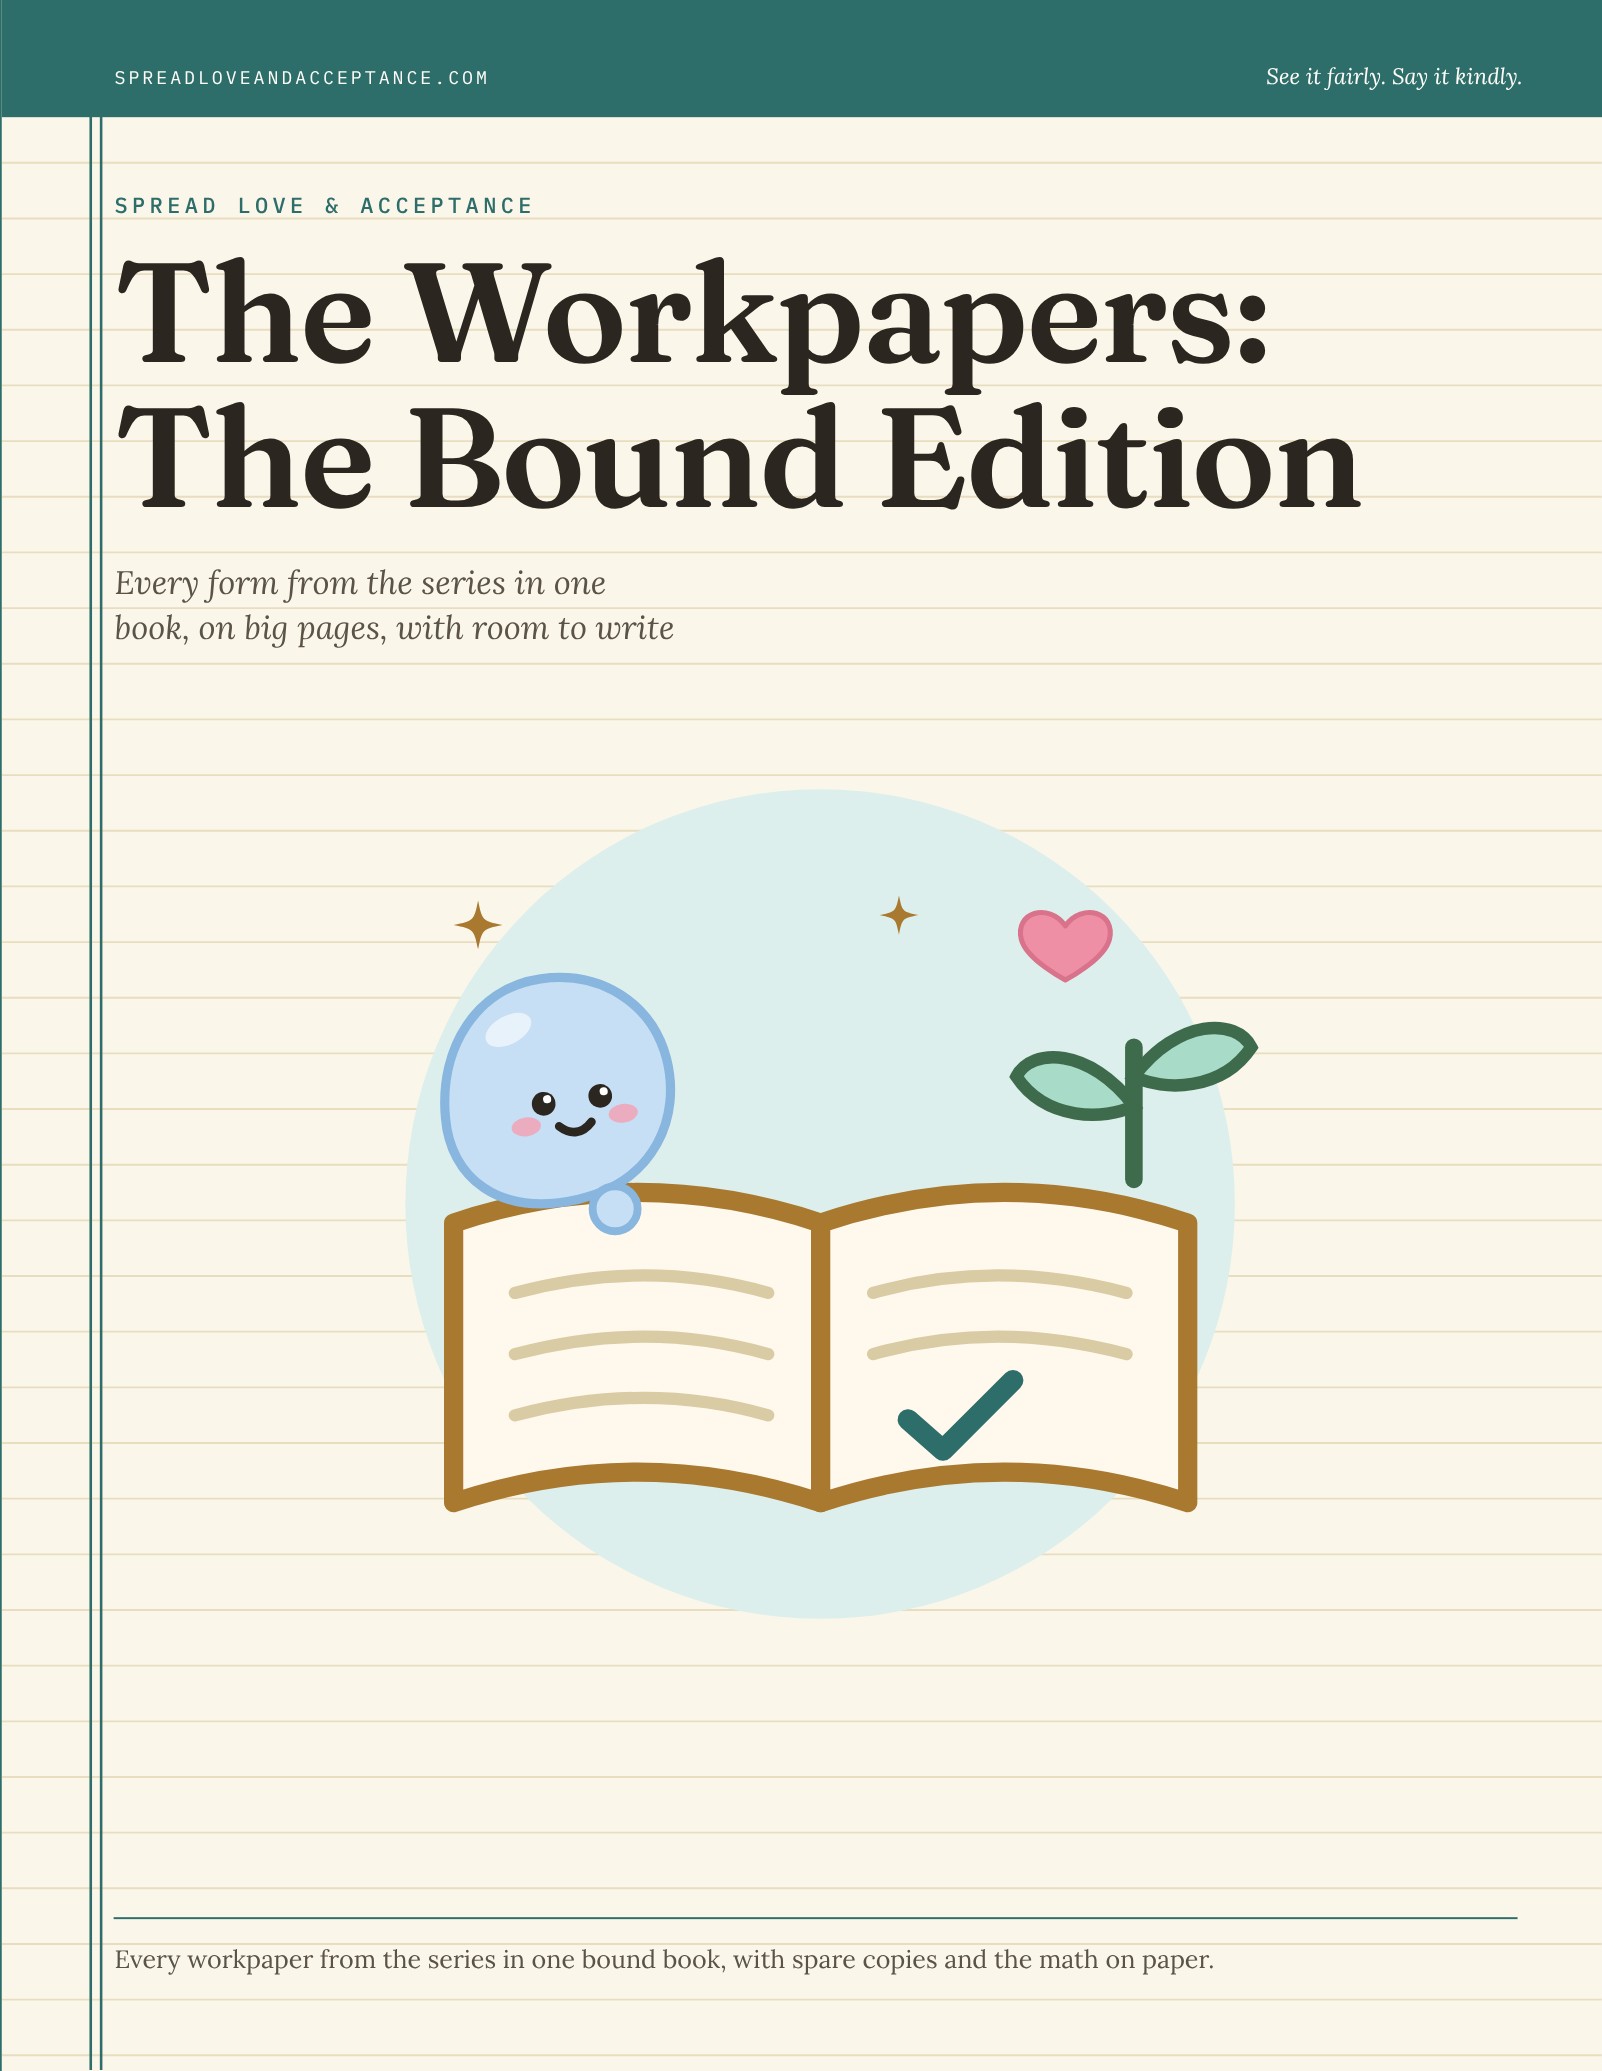 SPREADLOVEANDACCEPTANCE.COM
See it fairly. Say it kindly.
SPREAD LOVE & ACCEPTANCE
The Workpapers:
The Bound Edition
Every form from the series in one
book, on big pages, with room to write
Every workpaper from the series in one bound book, with spare copies and the math on paper.